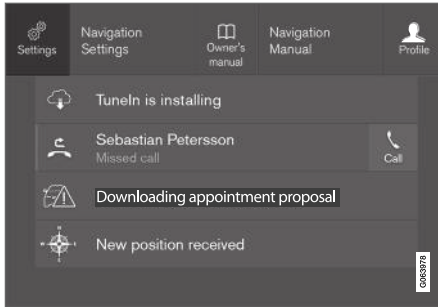 Settings
Navigation
Settings
Owner's
manual
Navigation
Manual
Profile
TuneIn is installing
Sebastian Petersson
Missed call
Call
Downloading appointment proposal
New position received
G063978